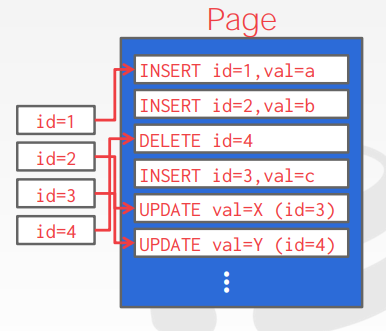 Page
INSERT id=1,val=a
INSERT id=2,val=b
DELETE id=4
INSERT id=3,val=c
UPDATE val=X (id=3)
UPDATE val=Y (id=4)
id=1
id=2
id=3
id=4